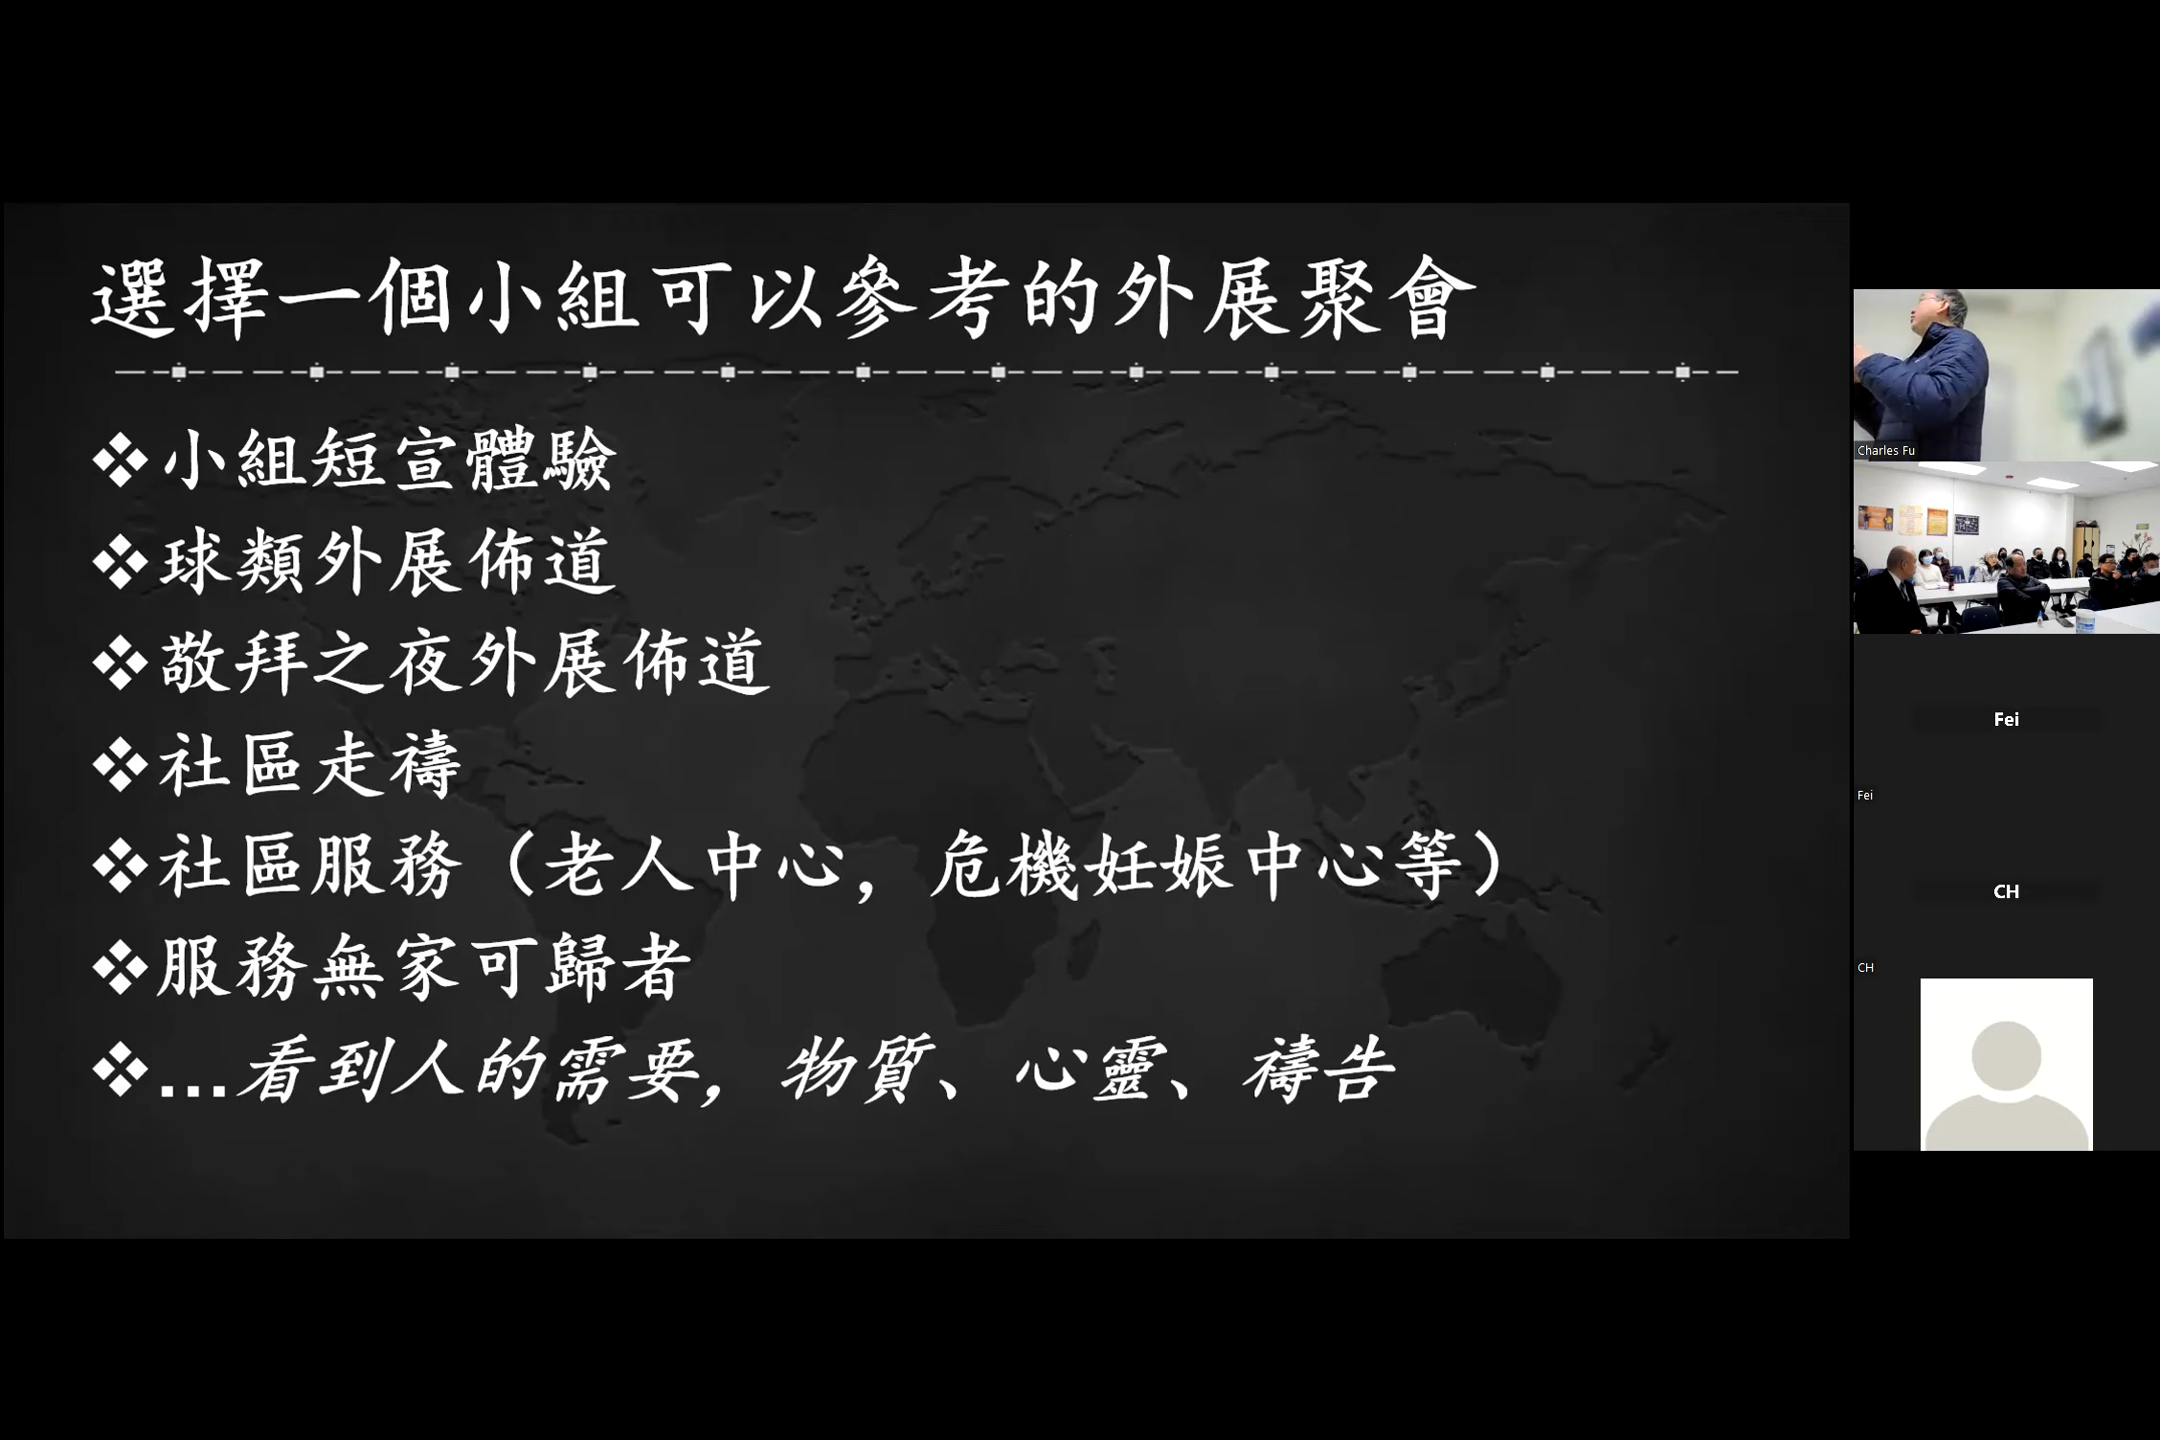 選擇一個小組可以參考的外展聚會
❖小組短宣體驗
❖球類外展佈道
❖敬拜之夜外展佈道
❖社區走禱
❖社區服務（老人中心，危機妊娠中心等）
❖服務無家可歸者
❖…看到人的需要，物質、心靈、禱告
Charles Fu
Fei
Fei
CH
CH